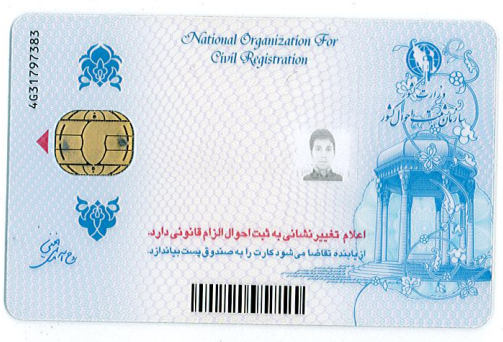 National Organization For
Civil Registration
4G31797383
وزارت کشور
سازمان ثبت احوال کشور
اعلام تغییر نشانی به ثبت احوال الزام قانونی دارد.
از یابنده تقاضا می‌شود کارت را به صندوق پست بیاندازد.